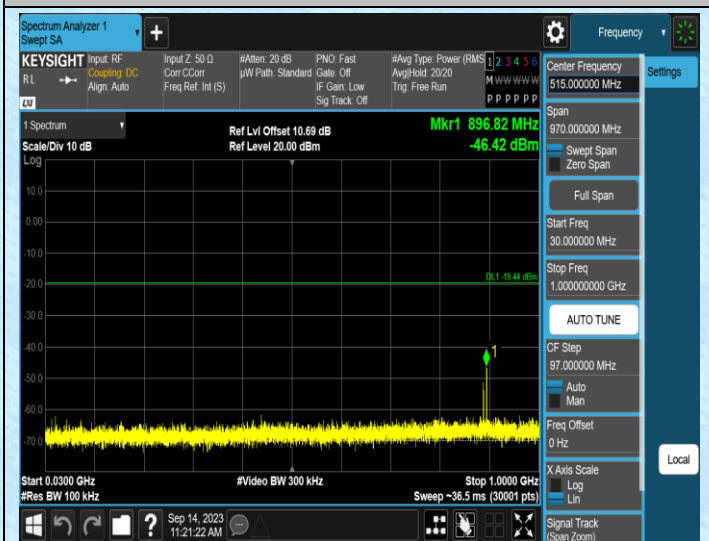 Spectrum Analyzer 1
Swept SA
+
Frequency
KEYSIGHT
RL
Input: RF
Coupling: DC
Align: Auto
Input Z: 50 Ω
Corr CCorr
Freq Ref: Int (S)
#Atten: 20 dB
µW Path: Standard
PNO: Fast
Gate: Off
IF Gain: Low
Sig Track: Off
#Avg Type: Power (RMS
Avg|Hold: 20/20
Trig: Free Run
1 2 3 4 5 6
M W W W W W
P P P P P P
LXI
1 Spectrum
Scale/Div 10 dB
Ref Lvl Offset 10.69 dB
Ref Level 20.00 dBm
Mkr1 896.82 MHz
-46.42 dBm
Log
10.0
0.00
-10.0
-20.0
DL1 -19.44 dBm
-30.0
-40.0
1
-50.0
-60.0
-70.0
Start 0.0300 GHz
#Res BW 100 kHz
#Video BW 300 kHz
Stop 1.0000 GHz
Sweep ~36.5 ms (30001 pts)
Center Frequency
515.000000 MHz
Settings
Span
970.000000 MHz
Swept Span
Zero Span
Full Span
Start Freq
30.000000 MHz
Stop Freq
1.000000000 GHz
AUTO TUNE
CF Step
97.000000 MHz
Auto
Man
Freq Offset
0 Hz
X Axis Scale
Log
Lin
Local
Signal Track
(Span Zoom)
?
Sep 14, 2023
11:21:22 AM